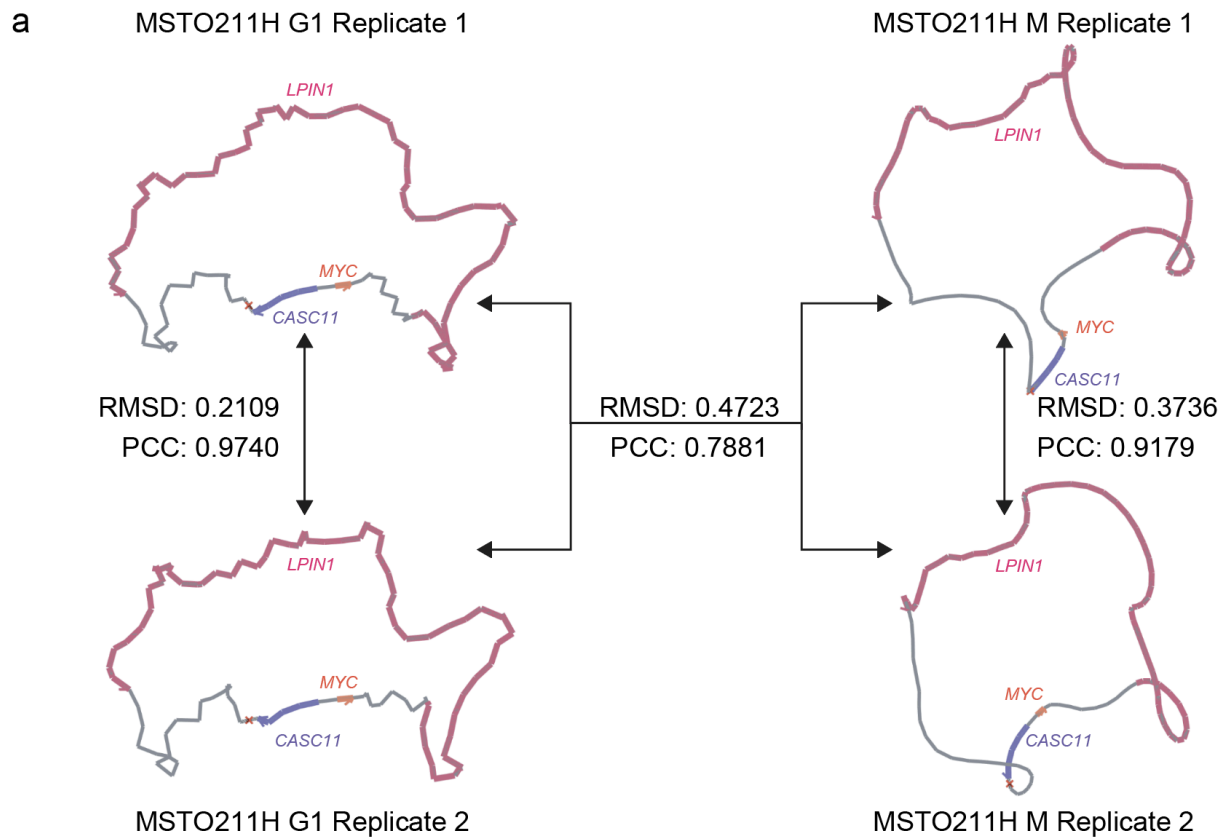 a
MSTO211H G1 Replicate 1
MSTO211H M Replicate 1
LPIN1
MYC
CASC11
LPIN1
MYC
CASC11
RMSD: 0.2109
PCC: 0.9740
RMSD: 0.4723
PCC: 0.7881
RMSD: 0.3736
PCC: 0.9179
LPIN1
MYC
CASC11
LPIN1
MYC
CASC11
MSTO211H G1 Replicate 2
MSTO211H M Replicate 2